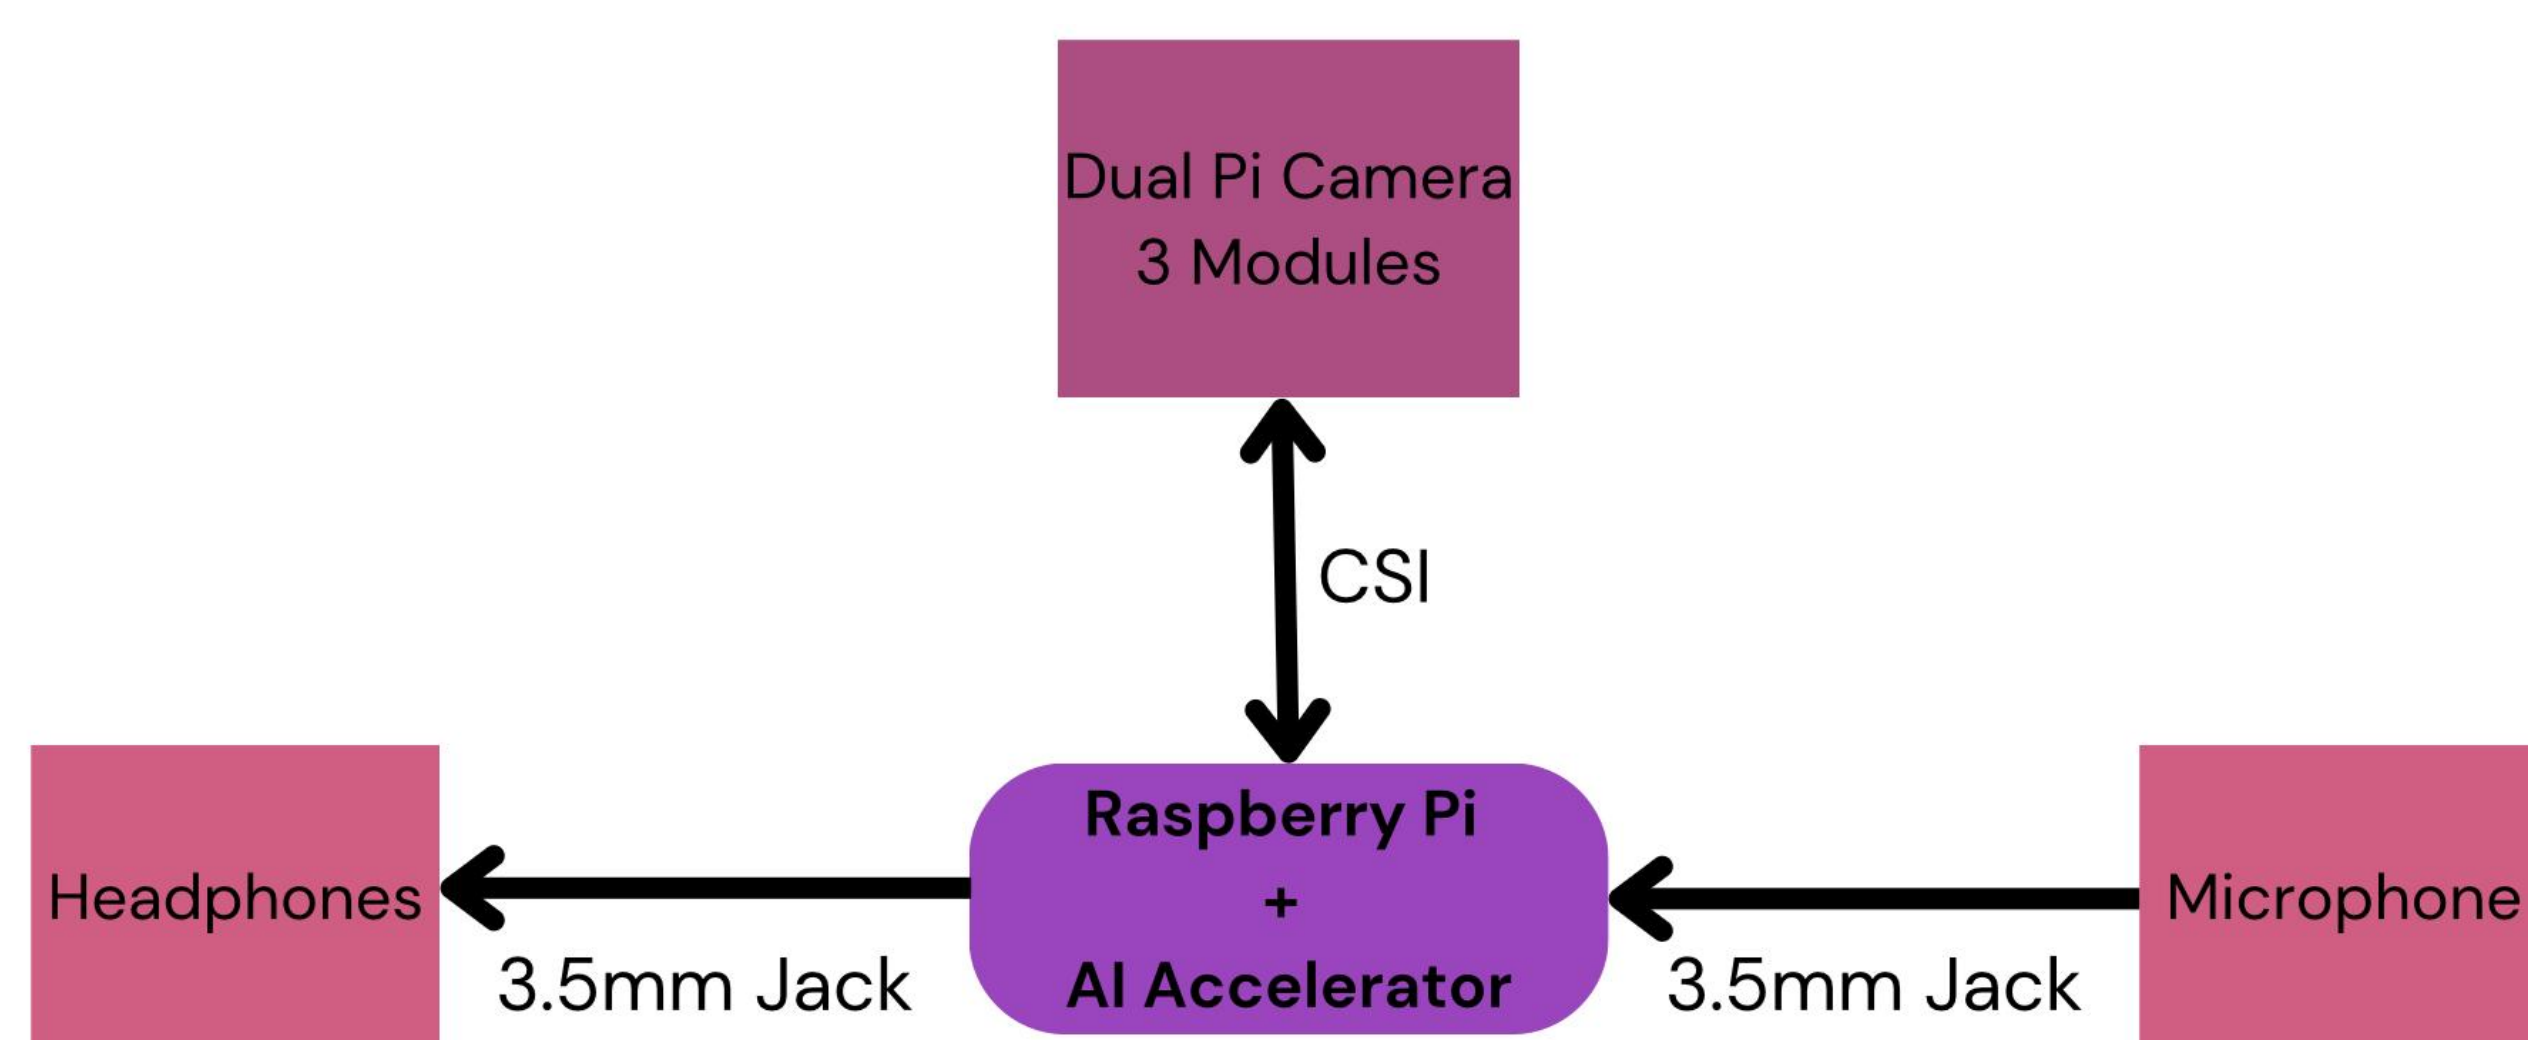 Dual Pi Camera
3 Modules
CSI
Headphones
3.5mm Jack
Raspberry Pi
+
AI Accelerator
3.5mm Jack
Microphone